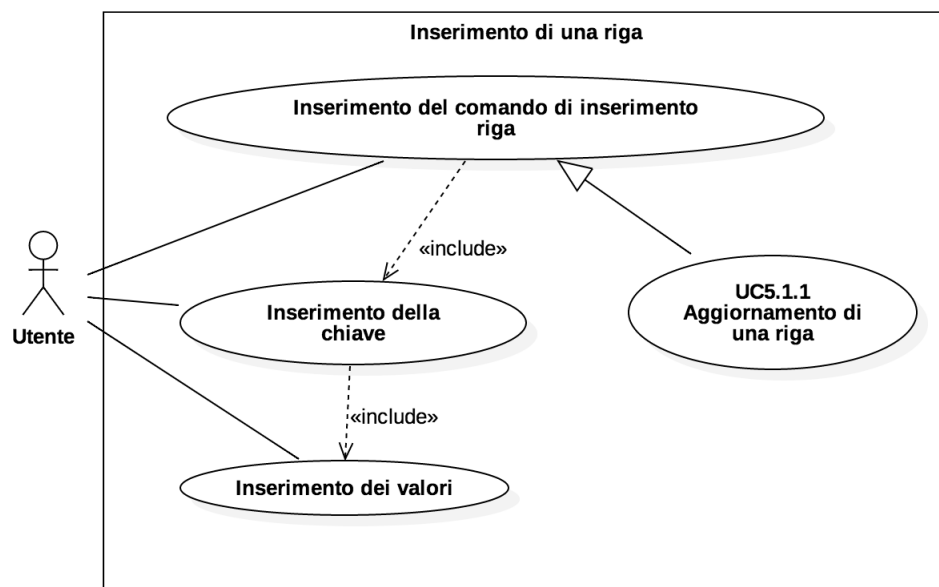 Inserimento di una riga
Inserimento del comando di inserimento
riga
«include»
UC5.1.1
Aggiornamento di
una riga
Inserimento della
chiave
Utente
«include»
Inserimento dei valori